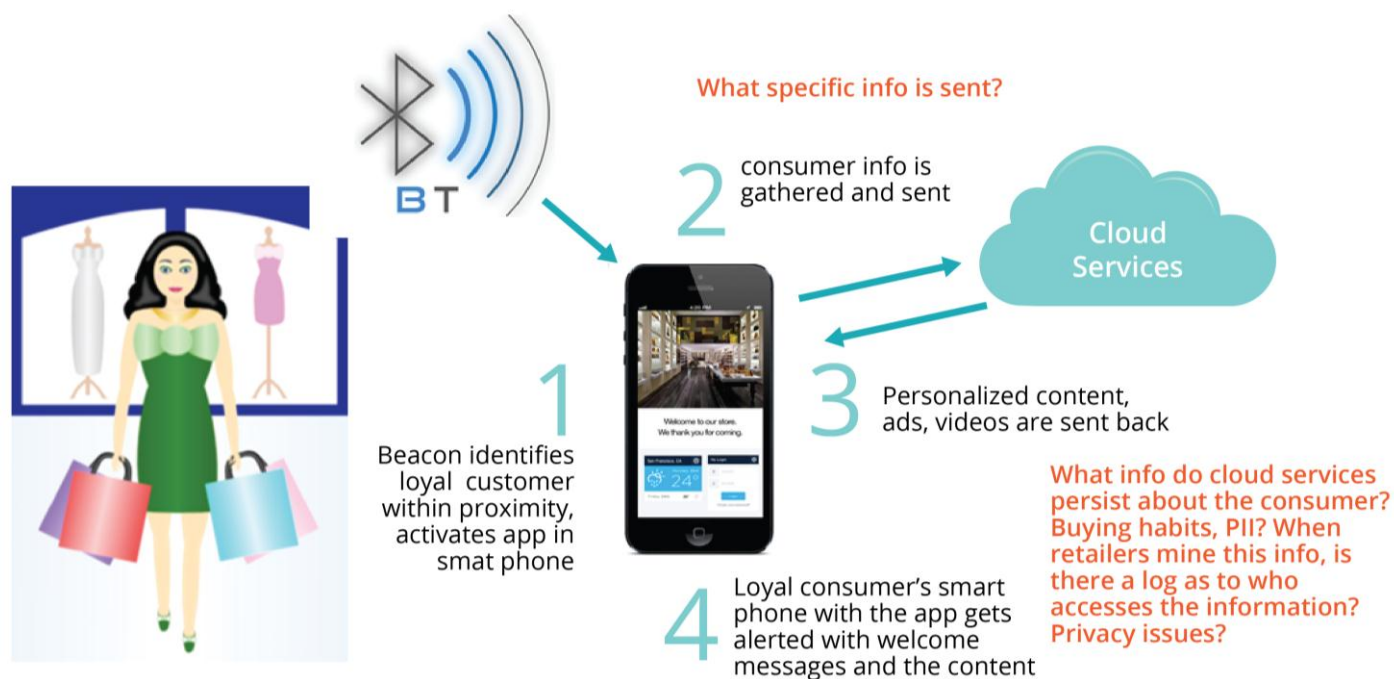 What specific info is sent?
B T
2
consumer info is
gathered and sent
Cloud
Services
1
Beacon identifies
loyal customer
within proximity,
activates app in
smat phone
Welcome to our store.
We thank you for coming.
San Francisco, CA
24°
3
Personalized content,
ads, videos are sent back
What info do cloud services
persist about the consumer?
Buying habits, PII? When
retailers mine this info, is
there a log as to who
accesses the information?
Privacy issues?
4
Loyal consumer’s smart
phone with the app gets
alerted with welcome
messages and the content